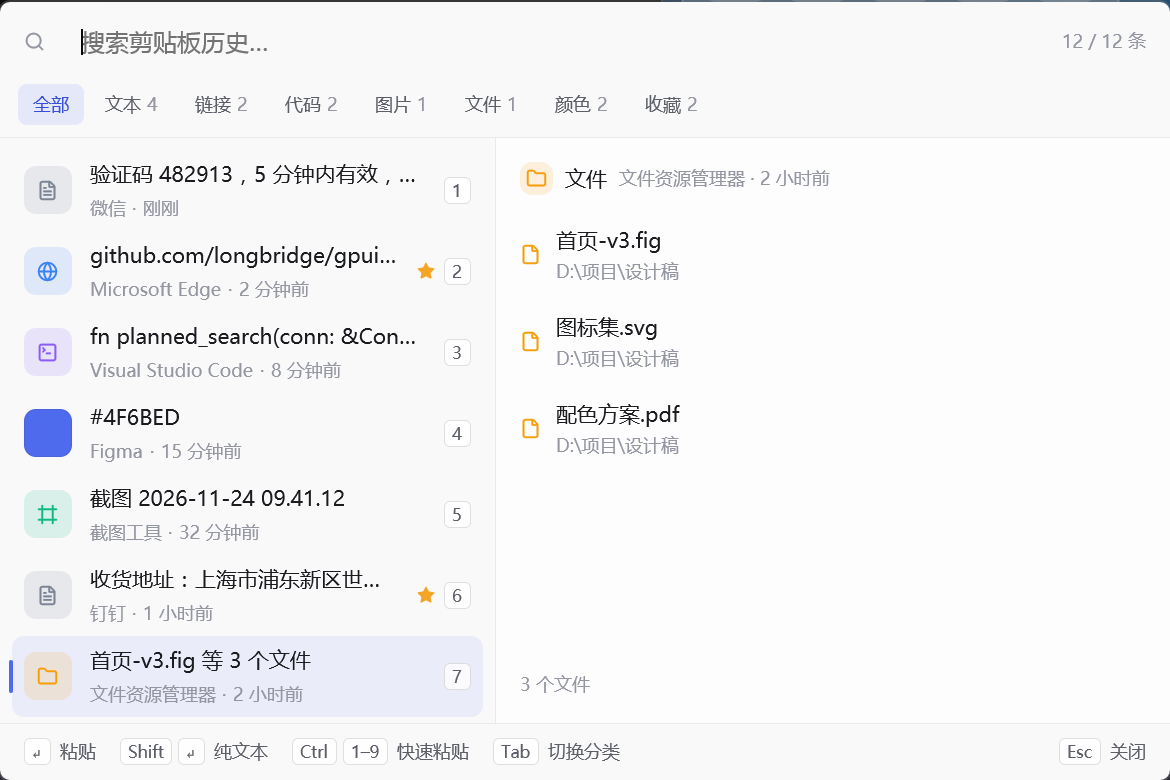 搜索剪贴板历史...
12 / 12 条
全部 文本 4 链接 2 代码 2 图片 1 文件 1 颜色 2 收藏 2
验证码 482913，5 分钟内有效，...
微信 · 刚刚
1
github.com/longbridge/gpui...
Microsoft Edge · 2 分钟前
2
fn planned_search(conn: &Con...
Visual Studio Code · 8 分钟前
3
#4F6BED
Figma · 15 分钟前
4
截图 2026-11-24 09.41.12
截图工具 · 32 分钟前
5
收货地址：上海市浦东新区世...
钉钉 · 1 小时前
6
首页-v3.fig 等 3 个文件
文件资源管理器 · 2 小时前
7
文件 文件资源管理器 · 2 小时前
首页-v3.fig
D:\项目\设计稿
图标集.svg
D:\项目\设计稿
配色方案.pdf
D:\项目\设计稿
3 个文件
↵ 粘贴 Shift ↵ 纯文本 Ctrl 1–9 快速粘贴 Tab 切换分类 Esc 关闭